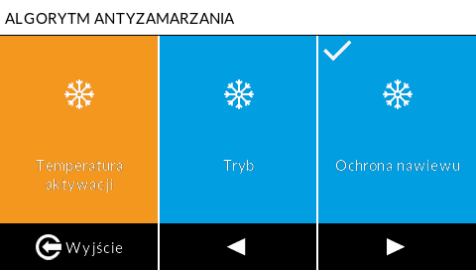 ALGORYTM ANTYZAMARZANIA
Temperatura
aktywacji
Tryb
Ochrona nawiewu
Wyjście